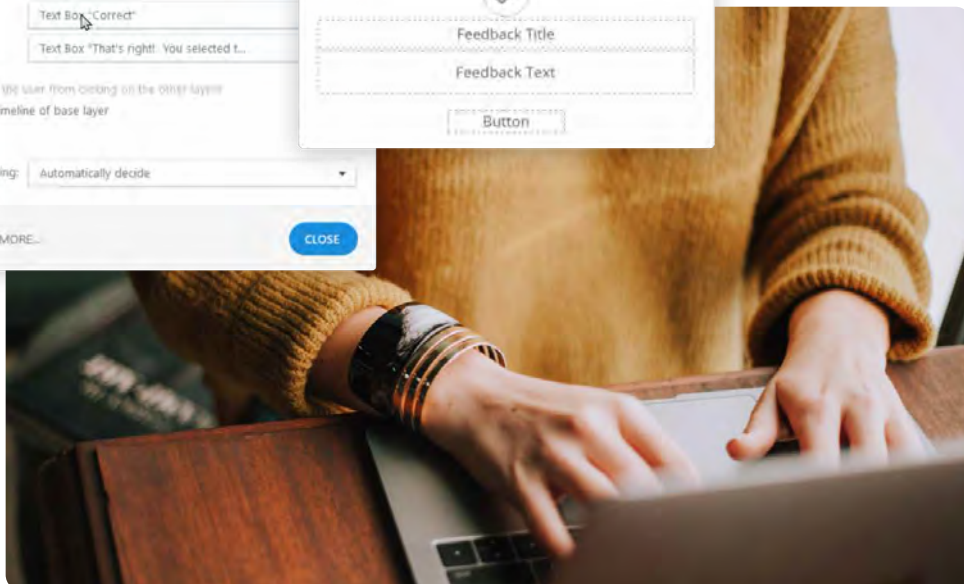 Text Box "Correct"
Text Box "That's right! You selected t...
the user from clicking on the other layers
imeline of base layer
ing: Automatically decide
MORE...
CLOSE
Feedback Title
Feedback Text
Button